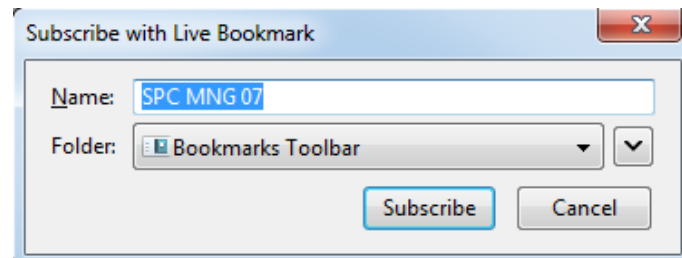 Subscribe with Live Bookmark
Name: SPC MNG 07
Folder: Bookmarks Toolbar
Subscribe Cancel